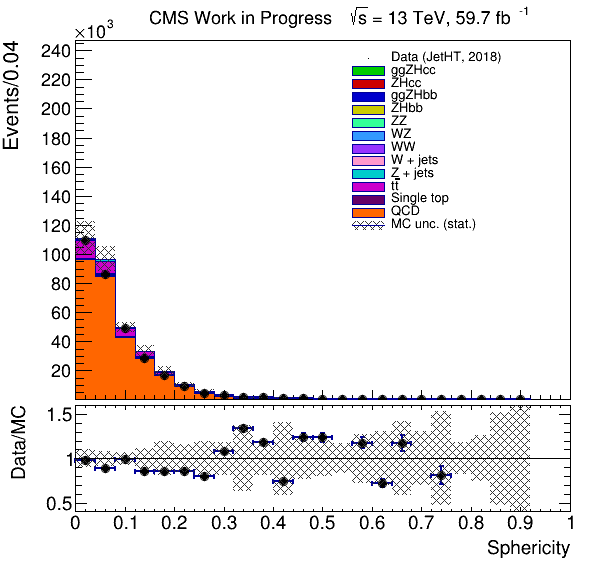 CMS Work in Progress √s = 13 TeV, 59.7 fb⁻¹
×10³
Events/0.04
240
220
200
180
160
140
120
100
80
60
40
20
Data (JetHT, 2018)
ggZHcc
ZHcc
ggZHbb
ZHbb
ZZ
WZ
WW
W + jets
Z + jets
tt̄
Single top
QCD
MC unc. (stat.)
Data/MC
1.5
1
0.5
0 0.1 0.2 0.3 0.4 0.5 0.6 0.7 0.8 0.9 1
Sphericity